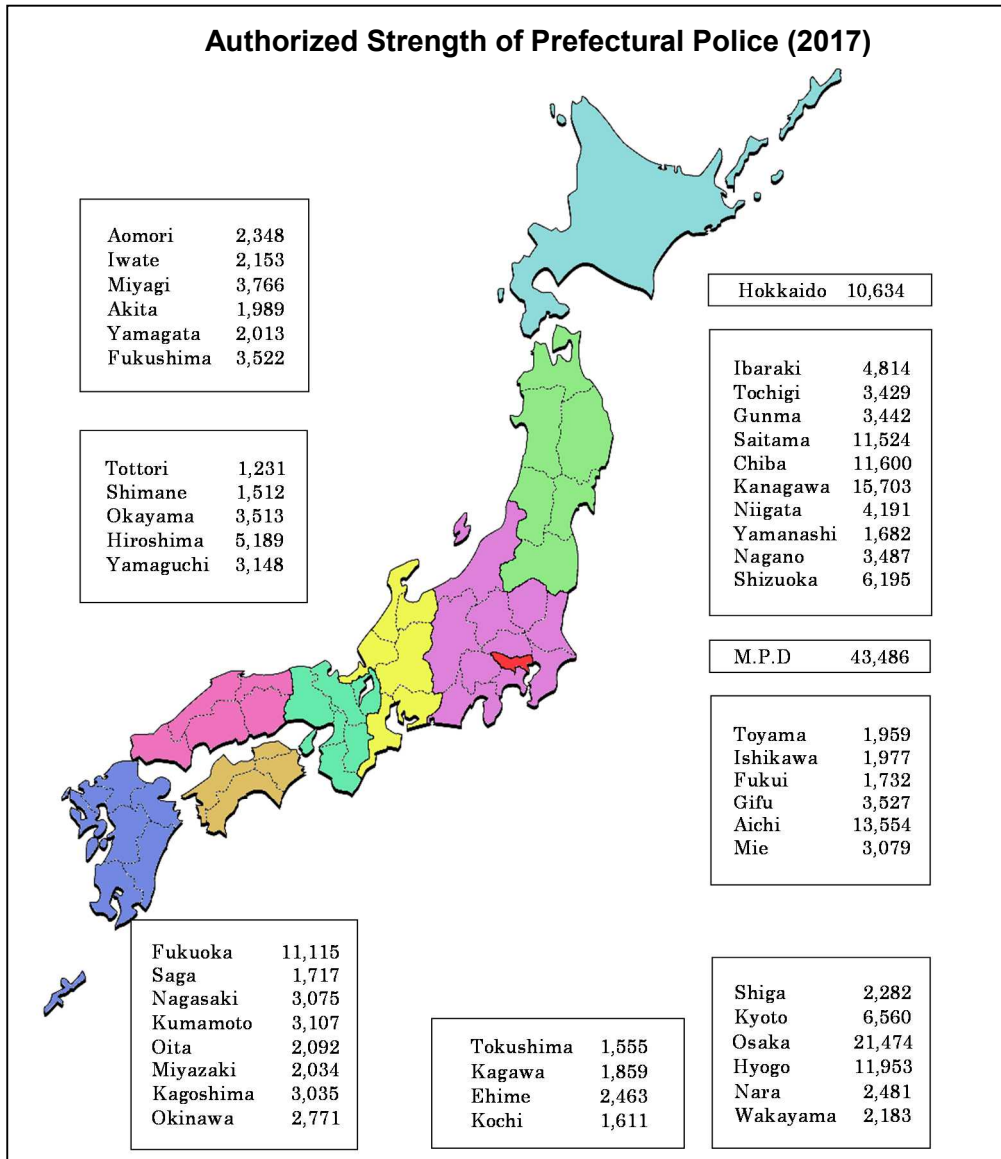 Authorized Strength of Prefectural Police (2017)
Aomori 2,348
Iwate 2,153
Miyagi 3,766
Akita 1,989
Yamagata 2,013
Fukushima 3,522
Hokkaido 10,634
Tottori 1,231
Shimane 1,512
Okayama 3,513
Hiroshima 5,189
Yamaguchi 3,148
Ibaraki 4,814
Tochigi 3,429
Gunma 3,442
Saitama 11,524
Chiba 11,600
Kanagawa 15,703
Niigata 4,191
Yamanashi 1,682
Nagano 3,487
Shizuoka 6,195
M.P.D 43,486
Toyama 1,959
Ishikawa 1,977
Fukui 1,732
Gifu 3,527
Aichi 13,554
Mie 3,079
Fukuoka 11,115
Saga 1,717
Nagasaki 3,075
Kumamoto 3,107
Oita 2,092
Miyazaki 2,034
Kagoshima 3,035
Okinawa 2,771
Tokushima 1,555
Kagawa 1,859
Ehime 2,463
Kochi 1,611
Shiga 2,282
Kyoto 6,560
Osaka 21,474
Hyogo 11,953
Nara 2,481
Wakayama 2,183